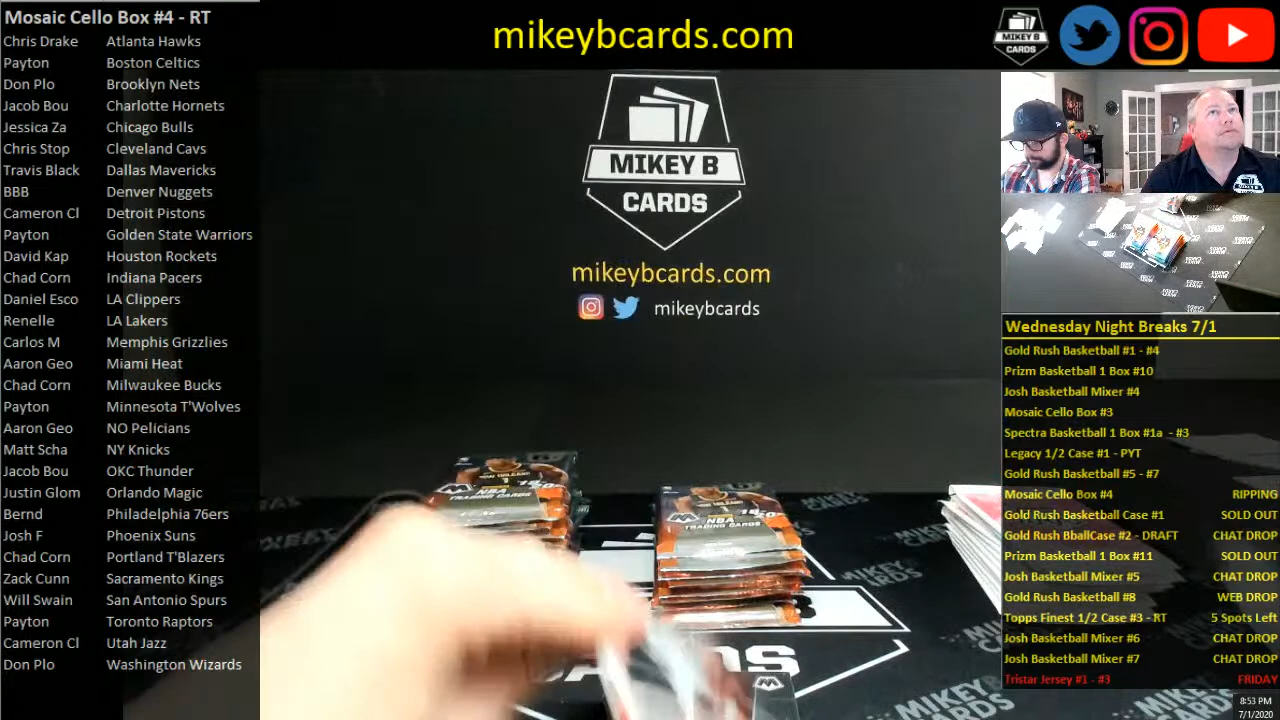 Mosaic Cello Box #4 - RT
Chris Drake Atlanta Hawks
Payton Boston Celtics
Don Plo Brooklyn Nets
Jacob Bou Charlotte Hornets
Jessica Za Chicago Bulls
Chris Stop Cleveland Cavs
Travis Black Dallas Mavericks
BBB Denver Nuggets
Cameron Cl Detroit Pistons
Payton Golden State Warriors
David Kap Houston Rockets
Chad Corn Indiana Pacers
Daniel Esco LA Clippers
Renelle LA Lakers
Carlos M Memphis Grizzlies
Aaron Geo Miami Heat
Chad Corn Milwaukee Bucks
Payton Minnesota T'Wolves
Aaron Geo NO Pelicians
Matt Scha NY Knicks
Jacob Bou OKC Thunder
Justin Glom Orlando Magic
Bernd Philadelphia 76ers
Josh F Phoenix Suns
Chad Corn Portland T'Blazers
Zack Cunn Sacramento Kings
Will Swain San Antonio Spurs
Payton Toronto Raptors
Cameron Cl Utah Jazz
Don Plo Washington Wizards
mikeybcards.com
MIKEY B
CARDS
MIKEY B
CARDS
mikeybcards.com
mikeybcards
NBA
TRADING CARDS
NBA
TRADING CARDS
Wednesday Night Breaks 7/1
Gold Rush Basketball #1 - #4
Prizm Basketball 1 Box #10
Josh Basketball Mixer #4
Mosaic Cello Box #3
Spectra Basketball 1 Box #1a - #3
Legacy 1/2 Case #1 - PYT
Gold Rush Basketball #5 - #7
Mosaic Cello Box #4 RIPPING
Gold Rush Basketball Case #1 SOLD OUT
Gold Rush BballCase #2 - DRAFT CHAT DROP
Prizm Basketball 1 Box #11 SOLD OUT
Josh Basketball Mixer #5 CHAT DROP
Gold Rush Basketball #8 WEB DROP
Topps Finest 1/2 Case #3 - RT 5 Spots Left
Josh Basketball Mixer #6 CHAT DROP
Josh Basketball Mixer #7 CHAT DROP
Tristar Jersey #1 - #3 FRIDAY
8:53 PM
7/1/2020